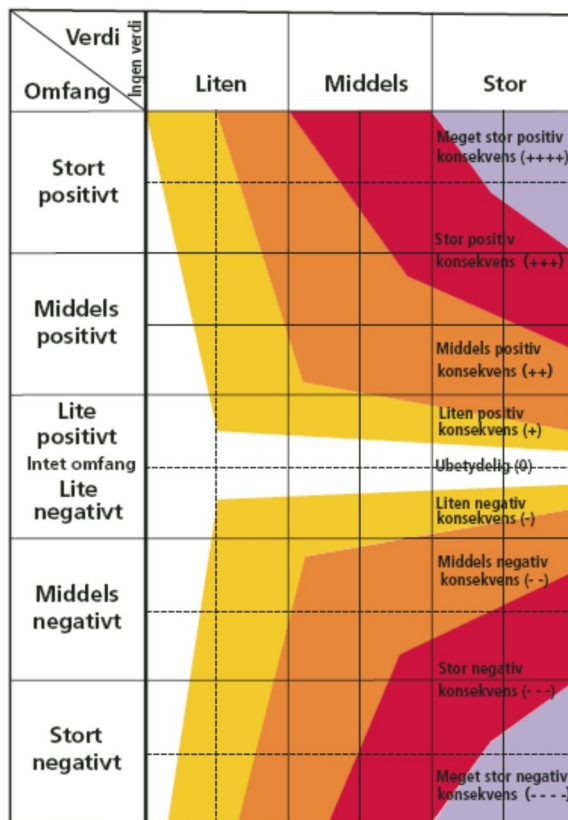 Verdi
Omfang
Ingen verdi
Liten
Middels
Stor
Stort
positivt
Meget stor positiv
konsekvens (++++)
Stor positiv
konsekvens (+++)
Middels
positivt
Middels positiv
konsekvens (++)
Lite
positivt
Intet omfang
Lite
negativt
Liten positiv
konsekvens (+)
Ubetydelig (0)
Liten negativ
konsekvens (-)
Middels
negativt
Middels negativ
konsekvens (- -)
Stor negativ
konsekvens (- - -)
Stort
negativt
Meget stor negativ
konsekvens (- - - -)